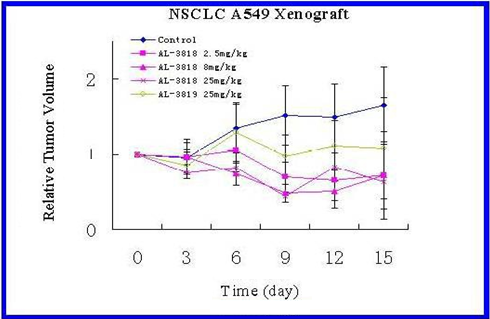 NSCLC A549 Xenograft
Control
AL-3818 2.5mg/kg
AL-3818 8mg/kg
AL-3818 25mg/kg
AL-3819 25mg/kg
Relative Tumor Volume
2
1
0
0 3 6 9 12 15
Time (day)